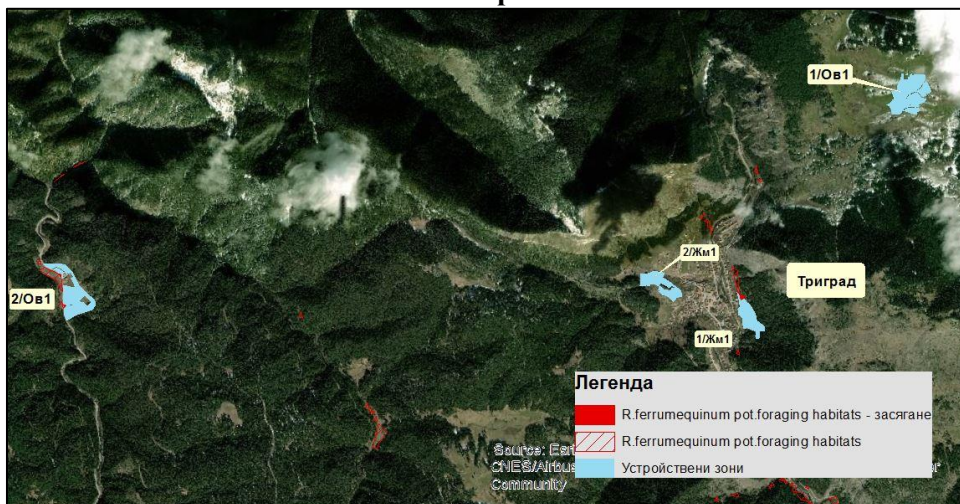 1/Ов1
2/Жм1
Триград
2/Ов1
1/Жм1
Легенда
R.ferrumequinum pot.foraging habitats - засягане
R.ferrumequinum pot.foraging habitats
Устройствени зони
Source:
Community